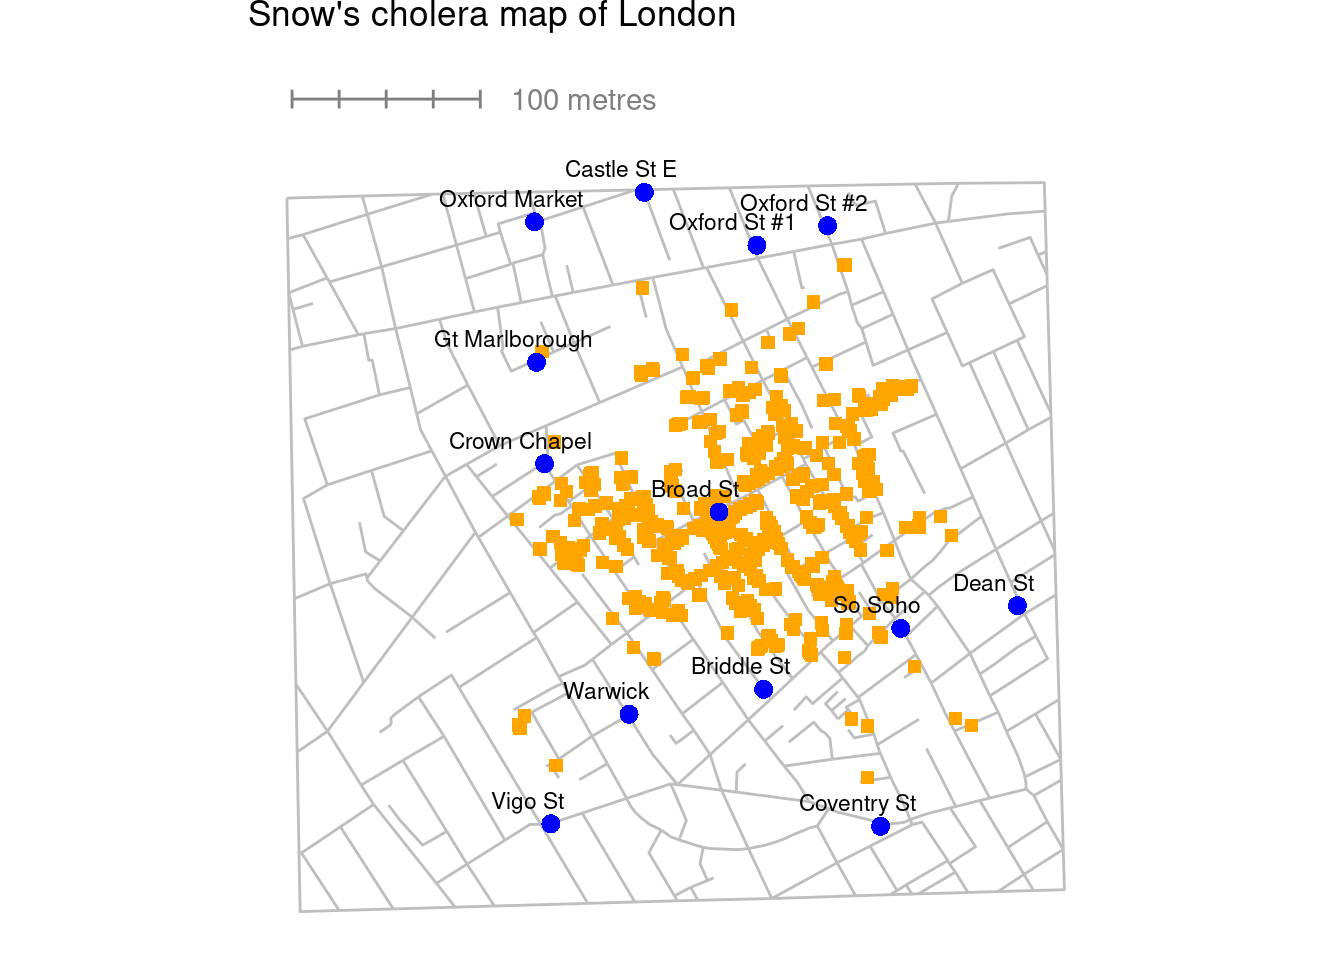 Snow's cholera map of London
100 metres
Castle St E
Oxford Market
Oxford St #2
Oxford St #1
Gt Marlborough
Crown Chapel
Broad St
Dean St
So Soho
Briddle St
Warwick
Vigo St
Coventry St